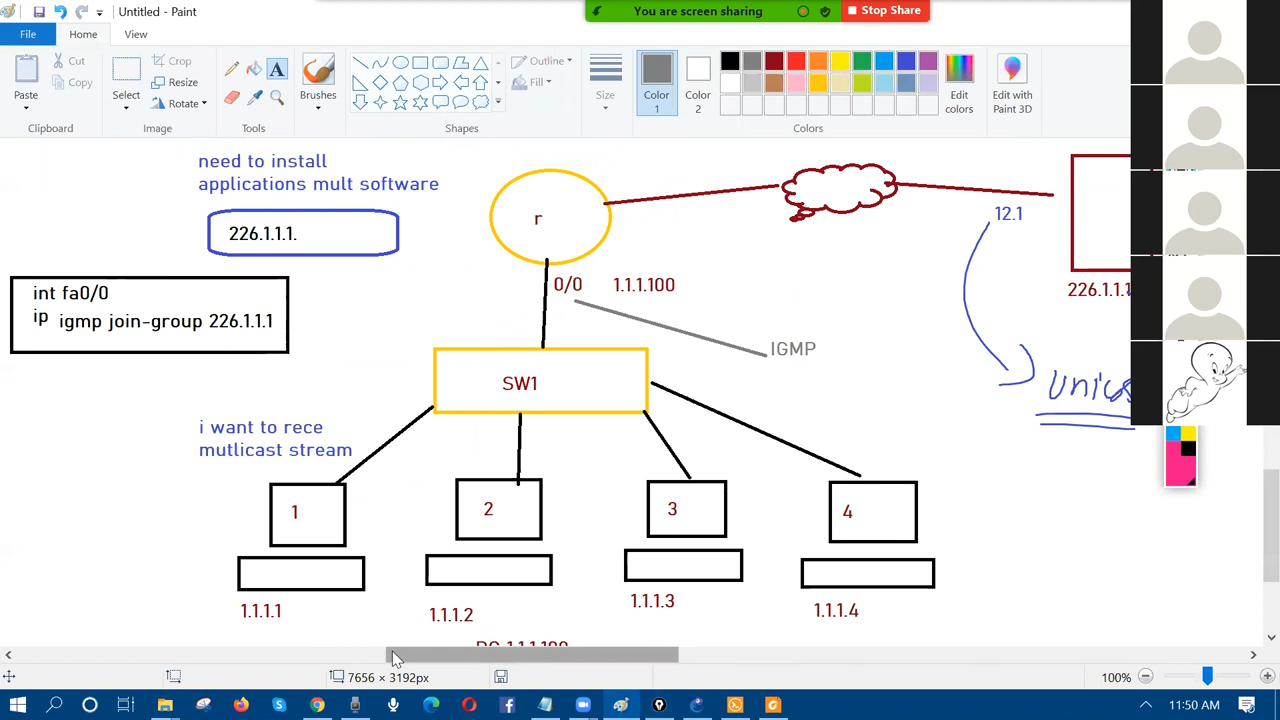 Untitled - Paint
You are screen sharing
Stop Share
File
Home
View
Paste
Cut
Copy
Clipboard
Select
Crop
Resize
Rotate
Image
Tools
Brushes
Shapes
Outline
Fill
Size
Color 1
Color 2
Edit colors
Edit with Paint 3D
Colors
need to install
applications mult software
226.1.1.1.
int fa0/0
ip igmp join-group 226.1.1.1
r
0/0
1.1.1.100
12.1
226.1.1.1
IGMP
SW1
i want to rece
mutlicast stream
1
2
3
4
1.1.1.1
1.1.1.2
1.1.1.3
1.1.1.4
7656 × 3192px
100%
11:50 AM